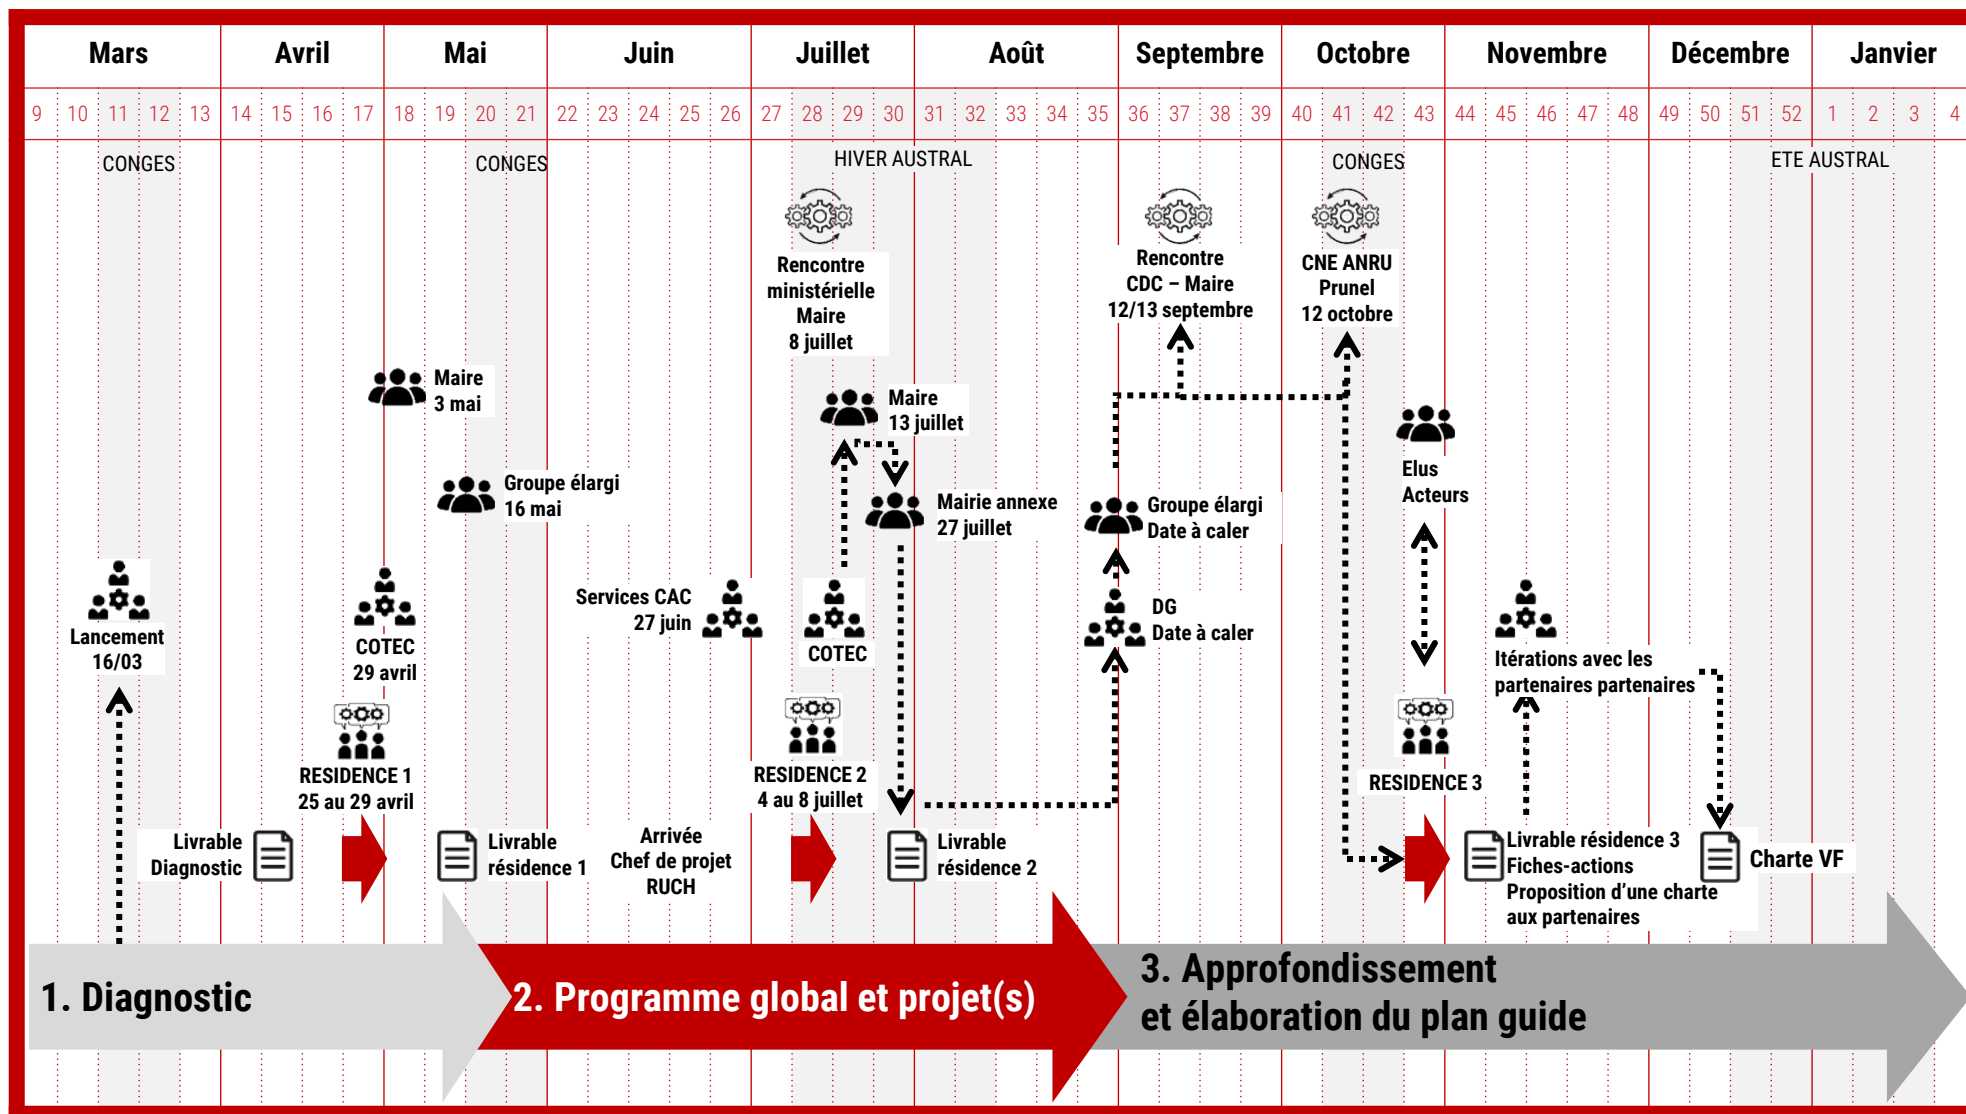 Mars Avril Mai Juin Juillet Août Septembre Octobre Novembre Décembre Janvier
9 10 11 12 13 14 15 16 17 18 19 20 21 22 23 24 25 26 27 28 29 30 31 32 33 34 35 36 37 38 39 40 41 42 43 44 45 46 47 48 49 50 51 52 1 2 3 4
CONGES
CONGES
HIVER AUSTRAL
CONGES
ETE AUSTRAL
Rencontre
ministérielle
Maire
8 juillet
Rencontre
CDC – Maire
12/13 septembre
CNE ANRU
Prunel
12 octobre
Maire
3 mai
Maire
13 juillet
Groupe élargi
16 mai
Mairie annexe
27 juillet
Groupe élargi
Date à caler
Elus
Acteurs
Lancement
16/03
COTEC
29 avril
Services CAC
27 juin
COTEC
DG
Date à caler
Itérations avec les
partenaires partenaires
RESIDENCE 1
25 au 29 avril
RESIDENCE 2
4 au 8 juillet
RESIDENCE 3
Livrable
Diagnostic
Livrable
résidence 1
Arrivée
Chef de projet
RUCH
Livrable
résidence 2
Livrable résidence 3
Fiches-actions
Proposition d'une charte
aux partenaires
Charte VF
1. Diagnostic
2. Programme global et projet(s)
3. Approfondissement
et élaboration du plan guide